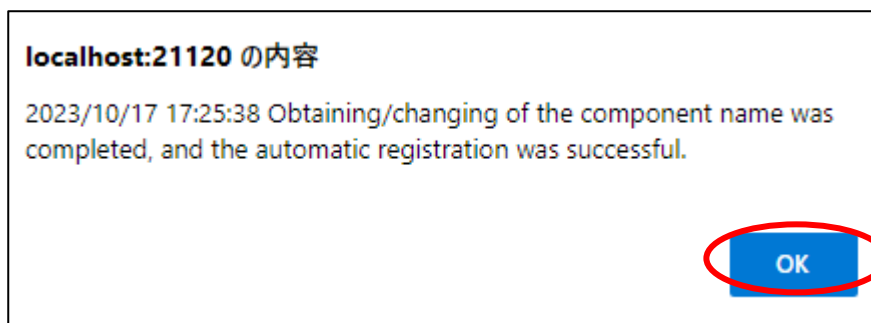 localhost:21120 の内容
2023/10/17 17:25:38 Obtaining/changing of the component name was
completed, and the automatic registration was successful.
OK